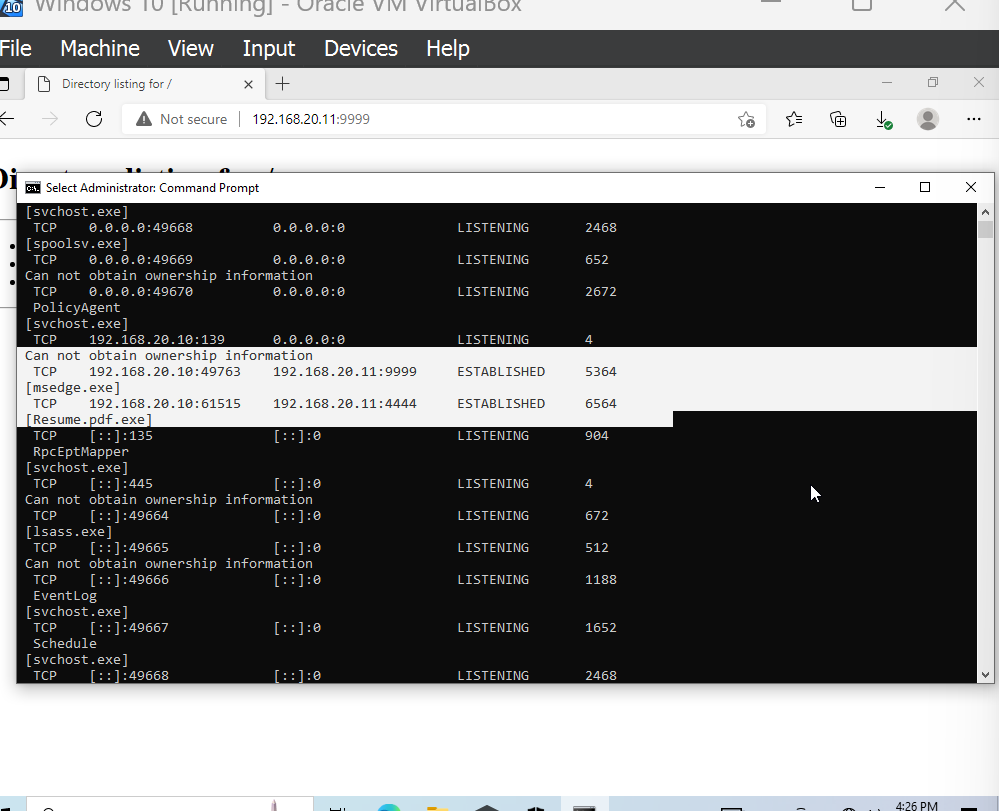 Windows 10 [Running] - Oracle VM VirtualBox
File Machine View Input Devices Help
Directory listing for /
Not secure 192.168.20.11:9999
Select Administrator: Command Prompt
[svchost.exe]
TCP 0.0.0.0:49668 0.0.0.0:0 LISTENING 2468
[spoolsv.exe]
TCP 0.0.0.0:49669 0.0.0.0:0 LISTENING 652
Can not obtain ownership information
TCP 0.0.0.0:49670 0.0.0.0:0 LISTENING 2672
PolicyAgent
[svchost.exe]
TCP 192.168.20.10:139 0.0.0.0:0 LISTENING 4
Can not obtain ownership information
TCP 192.168.20.10:49763 192.168.20.11:9999 ESTABLISHED 5364
[msedge.exe]
TCP 192.168.20.10:61515 192.168.20.11:4444 ESTABLISHED 6564
[Resume.pdf.exe]
TCP [::]:135 [::]:0 LISTENING 904
RpcEptMapper
[svchost.exe]
TCP [::]:445 [::]:0 LISTENING 4
Can not obtain ownership information
TCP [::]:49664 [::]:0 LISTENING 672
[lsass.exe]
TCP [::]:49665 [::]:0 LISTENING 512
Can not obtain ownership information
TCP [::]:49666 [::]:0 LISTENING 1188
EventLog
[svchost.exe]
TCP [::]:49667 [::]:0 LISTENING 1652
Schedule
[svchost.exe]
TCP [::]:49668 [::]:0 LISTENING 2468
4:26 PM